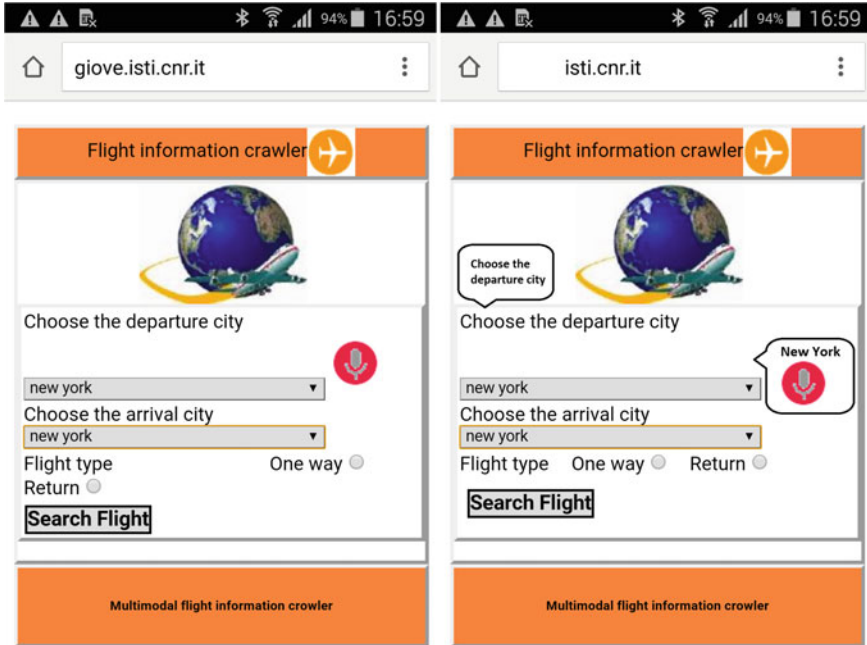 94% 16:59
giove.isti.cnr.it
Flight information crawler
Choose the departure city
new york
Choose the arrival city
new york
Flight type One way
Return
Search Flight
Multimodal flight information crowler
94% 16:59
isti.cnr.it
Flight information crawler
Choose the
departure city
Choose the departure city
New York
new york
Choose the arrival city
new york
Flight type One way Return
Search Flight
Multimodal flight information crowler